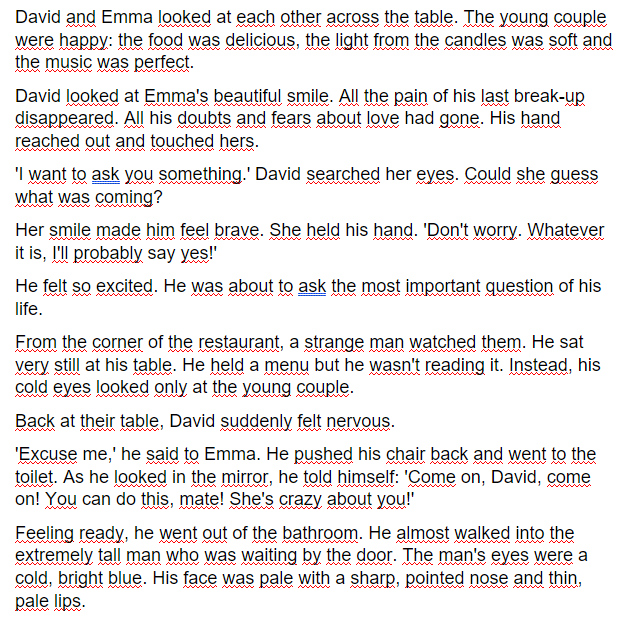 David and Emma looked at each other across the table. The young couple
were happy: the food was delicious, the light from the candles was soft and
the music was perfect.
David looked at Emma's beautiful smile. All the pain of his last break-up
disappeared. All his doubts and fears about love had gone. His hand
reached out and touched hers.
'I want to ask you something.' David searched her eyes. Could she guess
what was coming?
Her smile made him feel brave. She held his hand. 'Don't worry. Whatever
it is, I'll probably say yes!'
He felt so excited. He was about to ask the most important question of his
life.
From the corner of the restaurant, a strange man watched them. He sat
very still at his table. He held a menu but he wasn't reading it. Instead, his
cold eyes looked only at the young couple.
Back at their table, David suddenly felt nervous.
'Excuse me,' he said to Emma. He pushed his chair back and went to the
toilet. As he looked in the mirror, he told himself: 'Come on, David, come
on! You can do this, mate! She's crazy about you!'
Feeling ready, he went out of the bathroom. He almost walked into the
extremely tall man who was waiting by the door. The man's eyes were a
cold, bright blue. His face was pale with a sharp, pointed nose and thin,
pale lips.